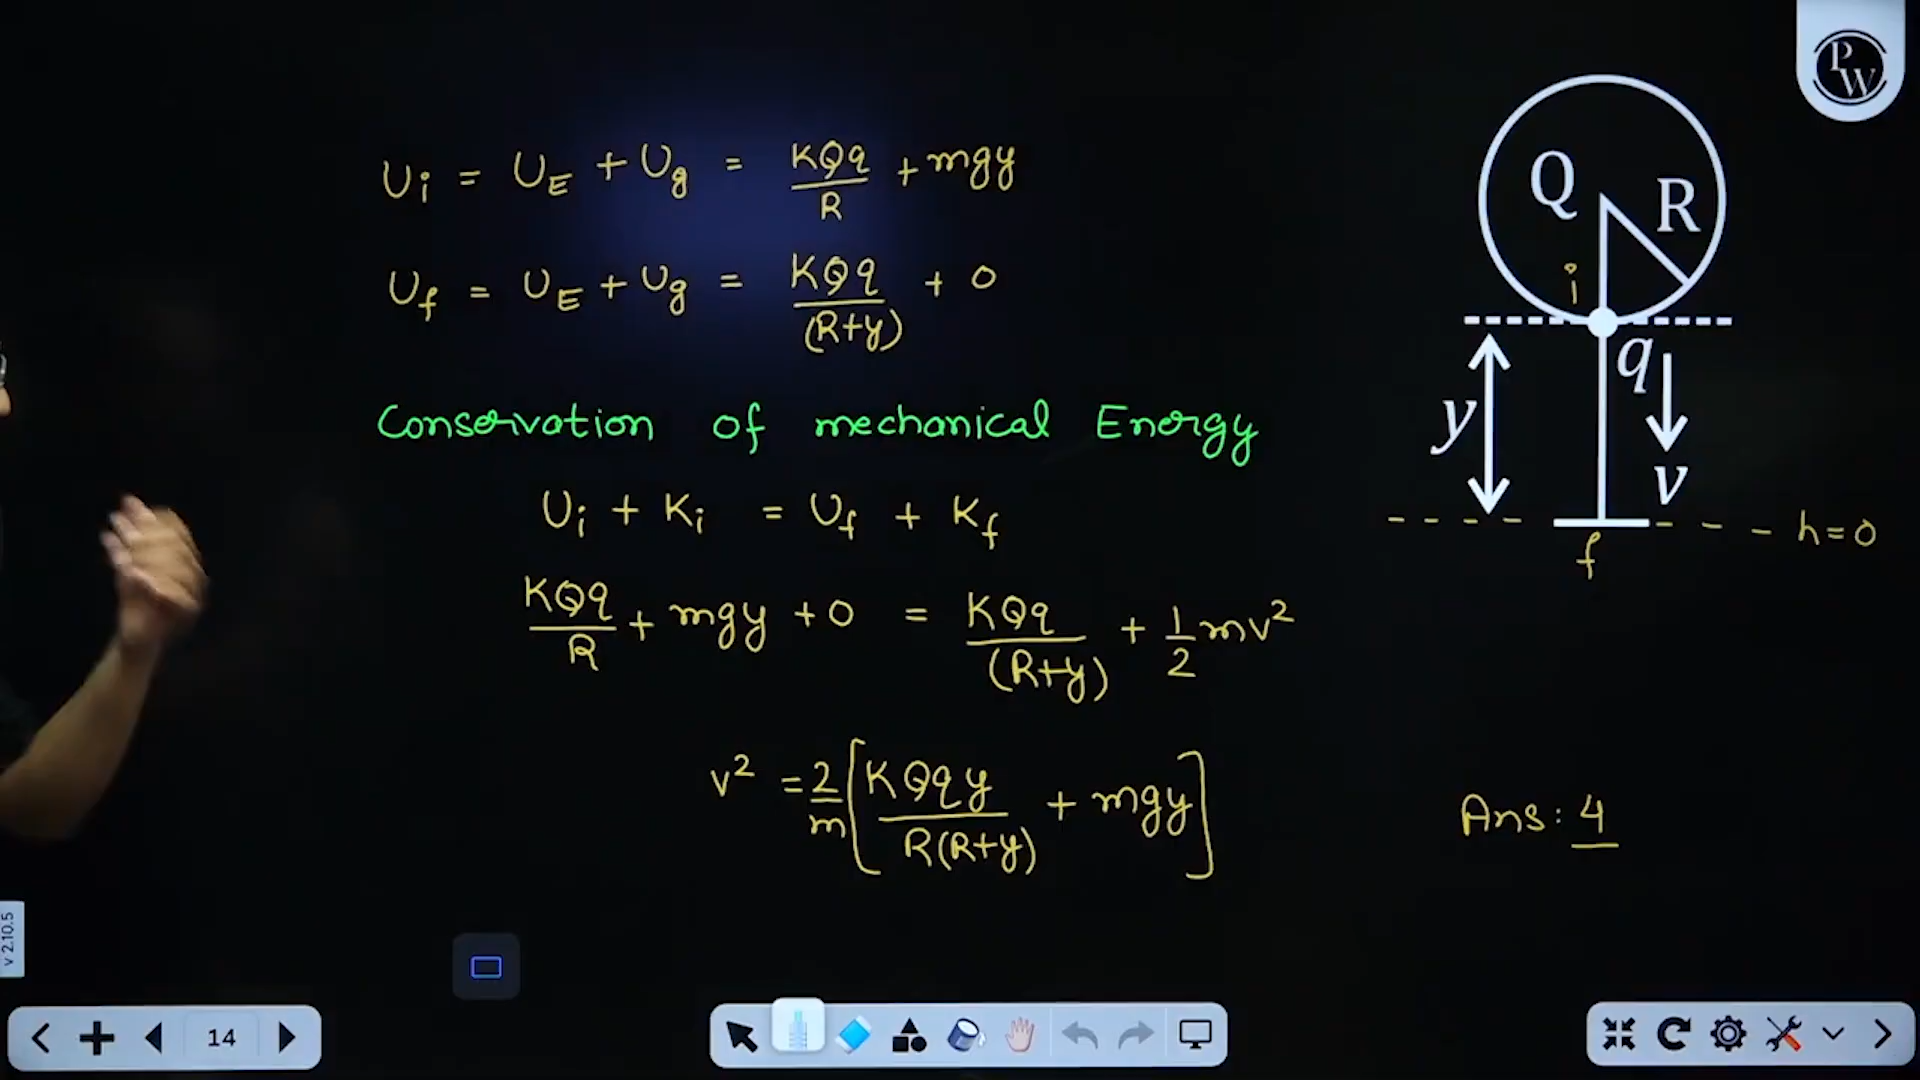 Ui = UE + Ug = KQq/R + mgy
Uf = UE + Ug = KQq/(R+y) + 0
Conservation of mechanical Energy
Ui + Ki = Uf + Kf
KQq/R + mgy + 0 = KQq/(R+y) + 1/2 mv²
v² = 2/m [KQqy/R(R+y) + mgy]
Ans: 4
PW
Q
R
i
q
y
v
h=0
f
v 2.10.5
14